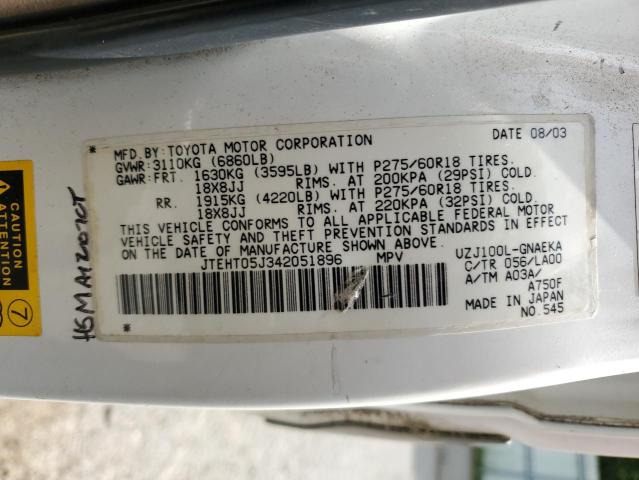 MFD.BY:TOYOTA MOTOR CORPORATION DATE 08/03
GVWR:3110KG (6860LB)
GAWR:FRT. 1630KG (3595LB) WITH P275/60R18 TIRES.
18X8JJ RIMS. AT 200KPA (29PSI) COLD.
RR. 1915KG (4220LB) WITH P275/60R18 TIRES.
18X8JJ RIMS. AT 220KPA (32PSI) COLD.
THIS VEHICLE CONFORMS TO ALL APPLICABLE FEDERAL MOTOR
VEHICLE SAFETY AND THEFT PREVENTION STANDARDS IN EFFECT
ON THE DATE OF MANUFACTURE SHOWN ABOVE.
JTEHT05J342051896 MPV
UZJ100L-GNAEKA
C/TR 056/LA00
A/TM A03A/
A750F
MADE IN JAPAN
NO.545
7